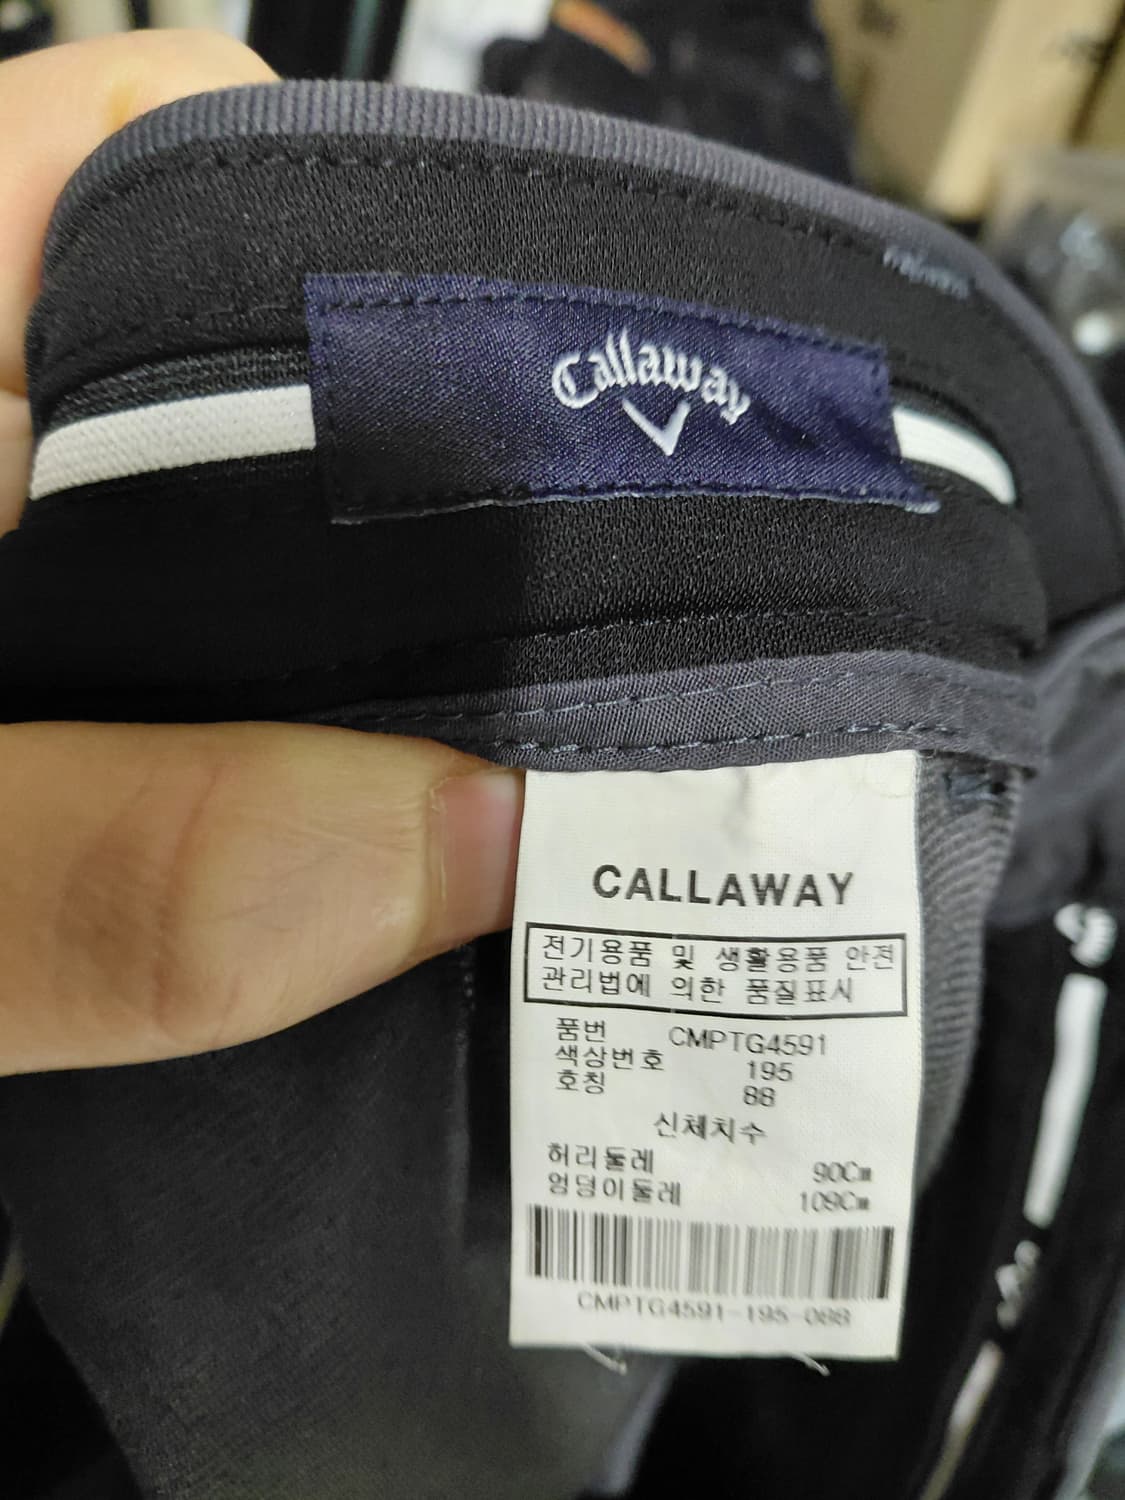 Callaway
CALLAWAY
전기용품 및 생활용품 안전
관리법에 의한 품질표시
품번 CMPTG4591
색상번호 195
호칭 88
신체치수
허리둘레 90Cm
엉덩이둘레 109Cm
CMPTG4591-195-088